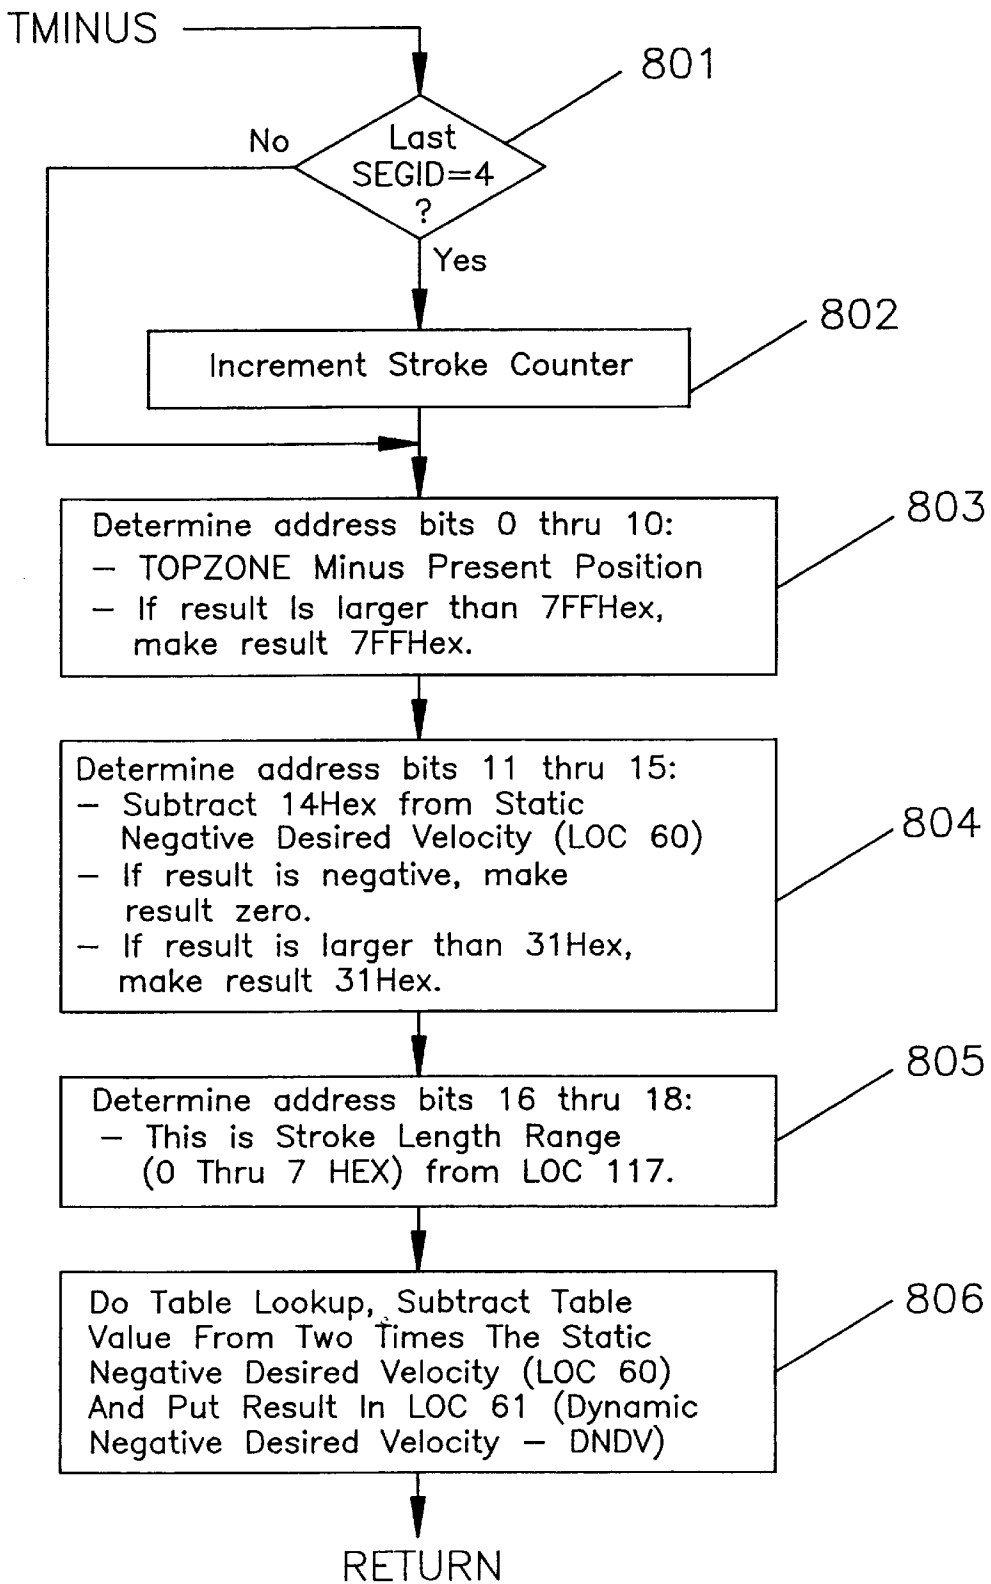 TMINUS
801
No
Last
SEGID=4
?
Yes
802
Increment Stroke Counter
803
Determine address bits 0 thru 10:
– TOPZONE Minus Present Position
– If result Is larger than 7FFHex,
make result 7FFHex.
804
Determine address bits 11 thru 15:
– Subtract 14Hex from Static
Negative Desired Velocity (LOC 60)
– If result is negative, make
result zero.
– If result is larger than 31Hex,
make result 31Hex.
805
Determine address bits 16 thru 18:
– This is Stroke Length Range
(0 Thru 7 HEX) from LOC 117.
806
Do Table Lookup, Subtract Table
Value From Two Times The Static
Negative Desired Velocity (LOC 60)
And Put Result In LOC 61 (Dynamic
Negative Desired Velocity – DNDV)
RETURN